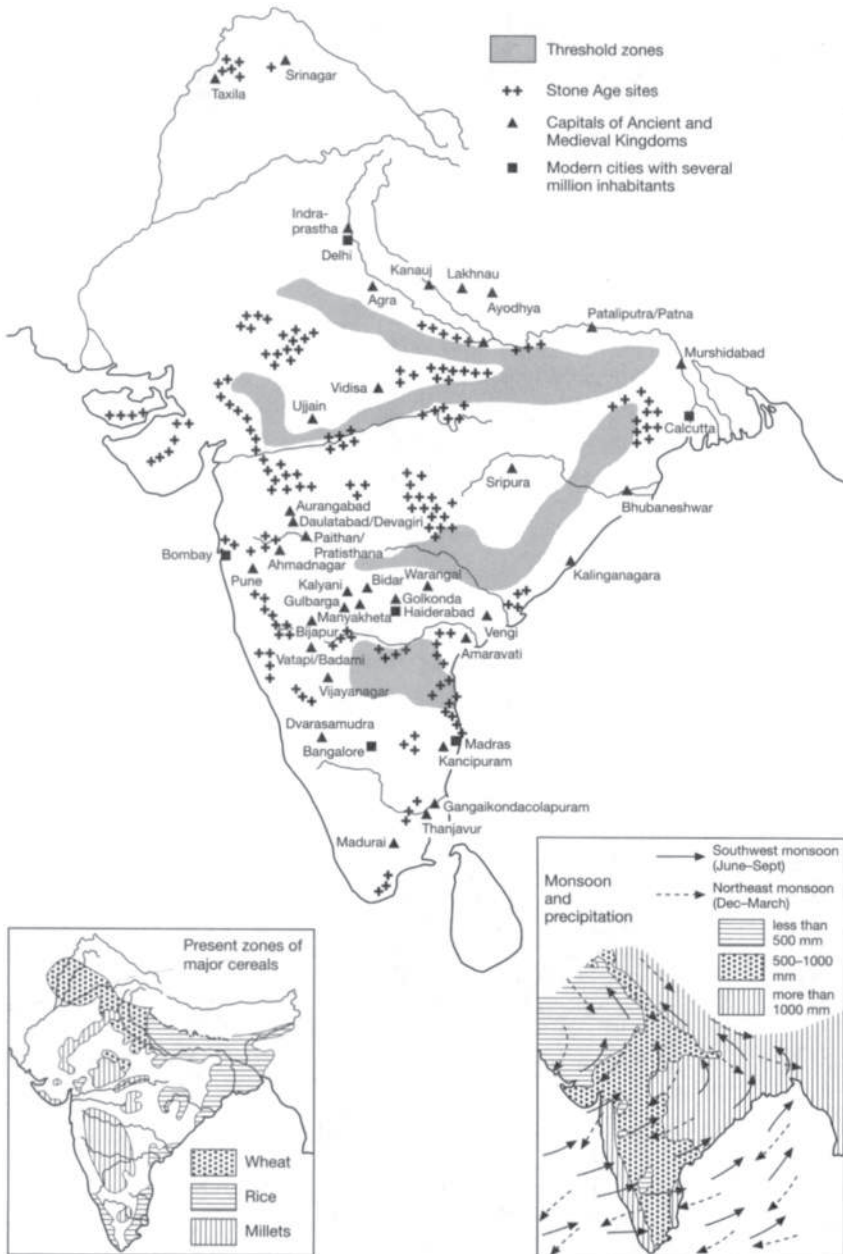 Threshold zones
Stone Age sites
Capitals of Ancient and
Medieval Kingdoms
Modern cities with several
million inhabitants
Srinagar
Taxila
Indra-
prastha
Delhi
Kanauj
Lakhnau
Agra
Ayodhya
Pataliputra/Patna
Murshidabad
Vidisa
Ujjain
Calcutta
Sripura
Bhubaneshwar
Aurangabad
Daulatabad/Devagiri
Paithan/
Pratisthana
Bombay
Ahmadnagar
Pune
Kalinganagara
Kalyani
Bidar
Warangal
Gulbarga
Golkonda
Manyakheta
Haiderabad
Bijapur
Vengi
Amaravati
Vatapi/Badami
Vijayanagar
Dvarasamudra
Bangalore
Madras
Kancipuram
Gangaikondacolapuram
Thanjavur
Madurai
Present zones of
major cereals
Wheat
Rice
Millets
Monsoon
and
precipitation
Southwest monsoon
(June–Sept)
Northeast monsoon
(Dec–March)
less than
500 mm
500–1000
mm
more than
1000 mm